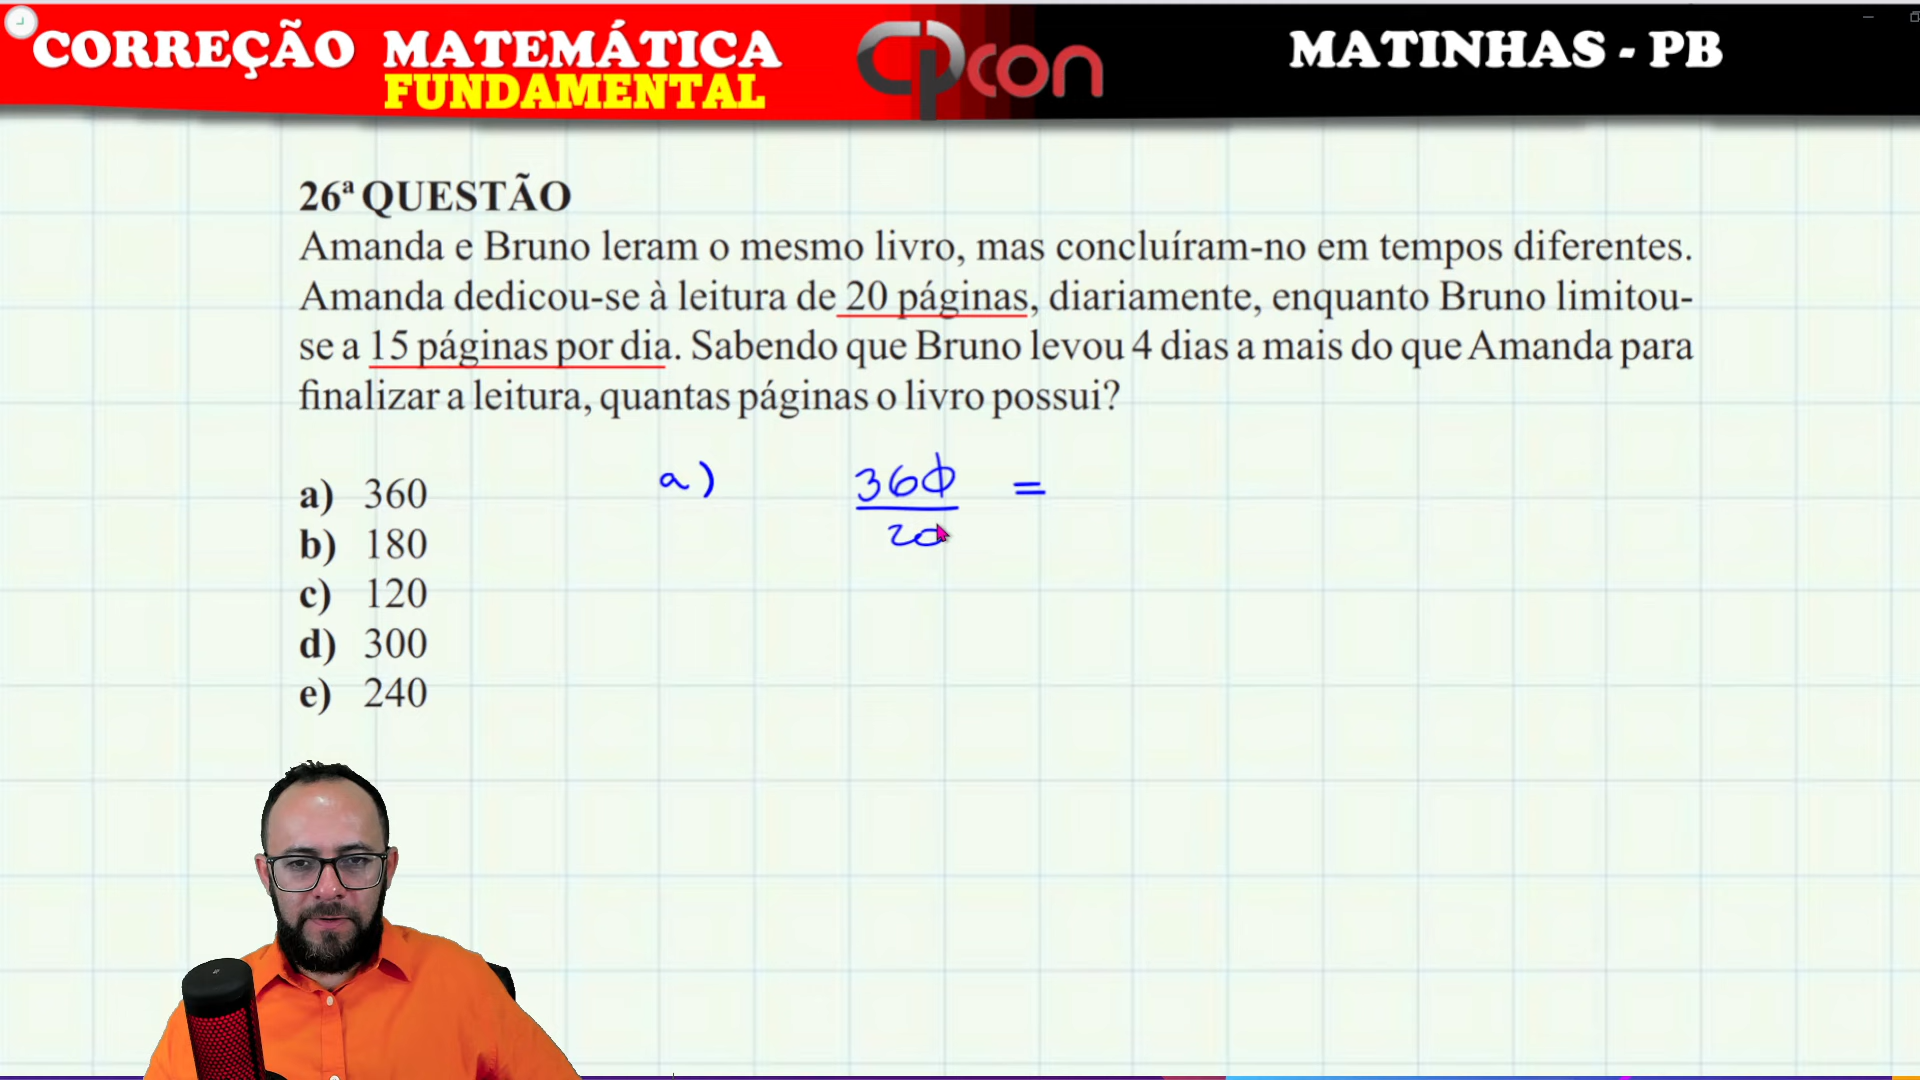 CORREÇÃO MATEMÁTICA
FUNDAMENTAL
CPcon
MATINHAS - PB
26ª QUESTÃO
Amanda e Bruno leram o mesmo livro, mas concluíram-no em tempos diferentes.
Amanda dedicou-se à leitura de 20 páginas, diariamente, enquanto Bruno limitou-
se a 15 páginas por dia. Sabendo que Bruno levou 4 dias a mais do que Amanda para
finalizar a leitura, quantas páginas o livro possui?
a) 360
b) 180
c) 120
d) 300
e) 240
a) 360 =
20